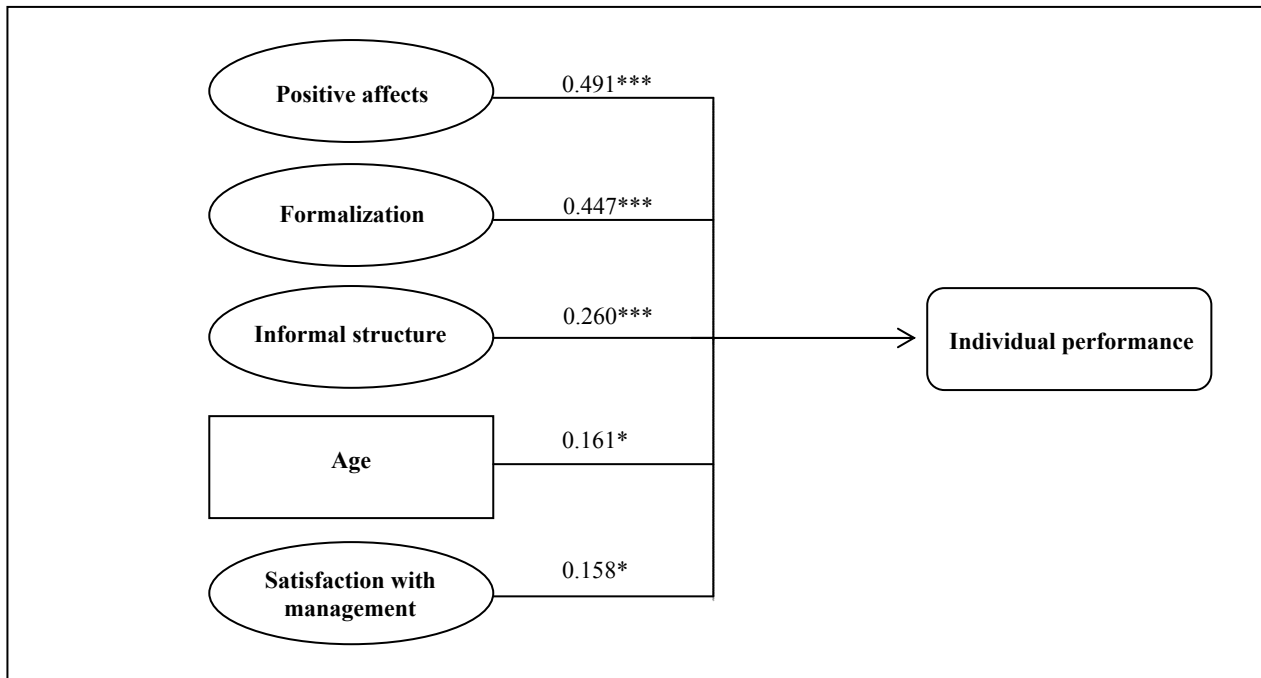 Positive affects
0.491***
Formalization
0.447***
Informal structure
0.260***
Individual performance
Age
0.161*
Satisfaction with
management
0.158*